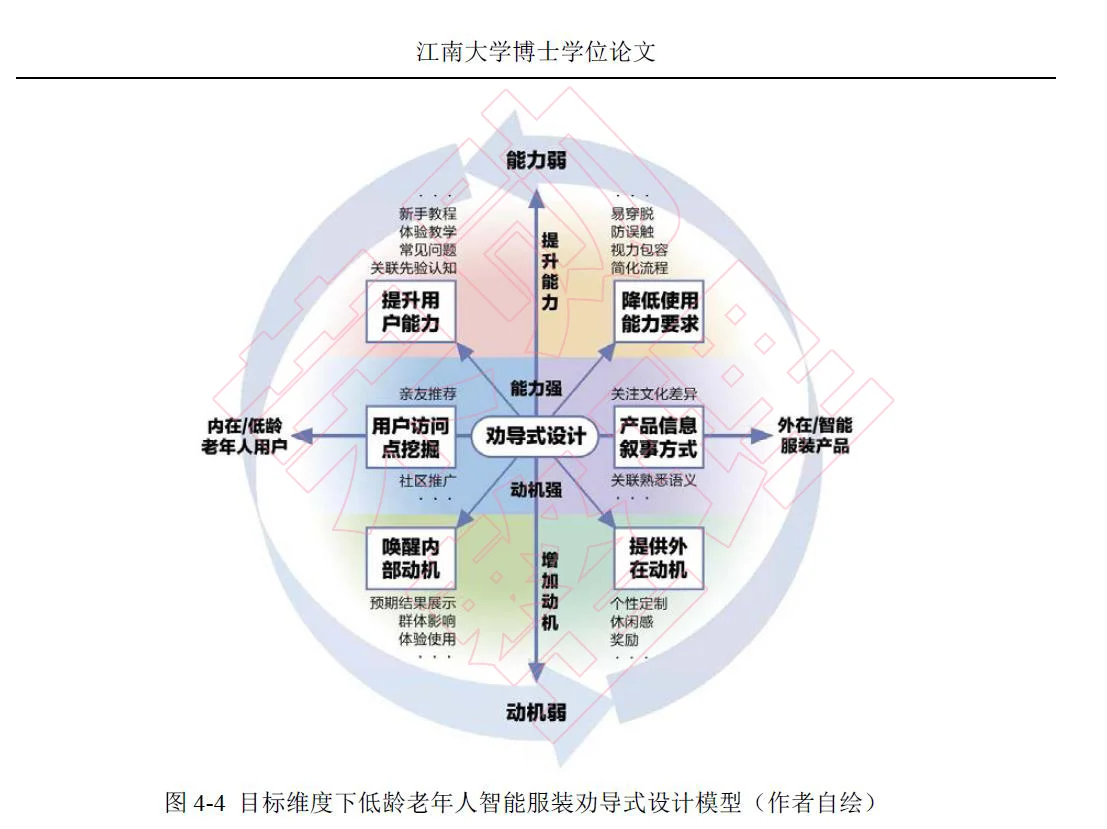 江南大学博士学位论文
能力弱
· · ·
新手教程
体验教学
常见问题
关联先验认知
提升用
户能力
提升能力
· · ·
易穿脱
防误触
视力包容
简化流程
降低使用
能力要求
能力强
亲友推荐
用户访问
点挖掘
社区推广
· · ·
内在/低龄
老年人用户
劝导式设计
关注文化差异
产品信息
叙事方式
关联熟悉语义
· · ·
外在/智能
服装产品
动机强
唤醒内
部动机
预期结果展示
群体影响
体验使用
· · ·
增加动机
提供外
在动机
个性定制
休闲感
奖励
· · ·
动机弱
图 4-4 目标维度下低龄老年人智能服装劝导式设计模型（作者自绘）